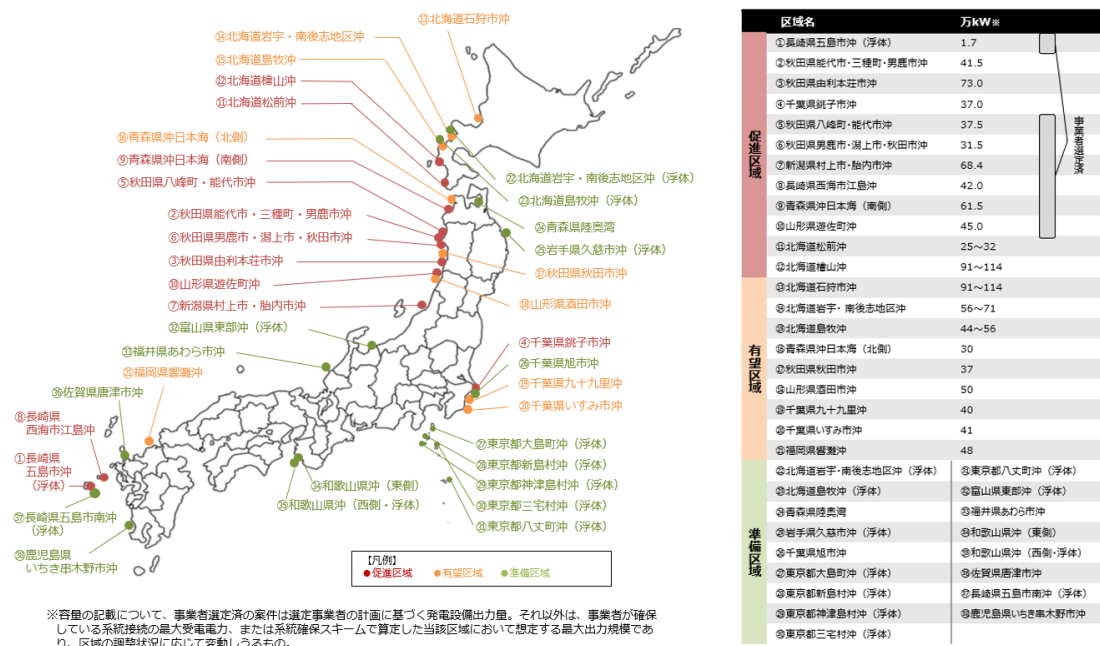 ⑬北海道石狩市沖
⑭北海道岩宇・南後志地区沖
⑮北海道島牧沖
⑫北海道檜山沖
⑪北海道松前沖
⑯青森県沖日本海（北側）
⑨青森県沖日本海（南側）
⑤秋田県八峰町・能代市沖
②秋田県能代市・三種町・男鹿市沖
⑥秋田県男鹿市・潟上市・秋田市沖
③秋田県由利本荘市沖
⑩山形県遊佐町沖
⑦新潟県村上市・胎内市沖
㉜富山県東部沖（浮体）
㉝福井県あわら市沖
㉑福岡県響灘沖
㊱佐賀県唐津市沖
⑧長崎県
西海市江島沖
①長崎県
五島市沖
（浮体）
㊲長崎県五島市南沖
（浮体）
㊳鹿児島県
いちき串木野市沖
㉒北海道岩宇・南後志地区沖（浮体）
㉓北海道島牧沖（浮体）
㉔青森県陸奥湾
㉕岩手県久慈市沖（浮体）
⑰秋田県秋田市沖
⑱山形県酒田市沖
④千葉県銚子市沖
㉖千葉県旭市沖
⑲千葉県九十九里沖
⑳千葉県いすみ市沖
㉗東京都大島町沖（浮体）
㉘東京都新島村沖（浮体）
㉙東京都神津島村沖（浮体）
㉚東京都三宅村沖（浮体）
㉛東京都八丈町沖（浮体）
㉞和歌山県沖（東側）
㉟和歌山県沖（西側・浮体）
【凡例】
●促進区域 ●有望区域 ●準備区域
※容量の記載について、事業者選定済の案件は選定事業者の計画に基づく発電設備出力量。それ以外は、事業者が確保
している系統接続の最大受電電力、または系統確保スキームで算定した当該区域において想定する最大出力規模であ
り、区域の調整状況に応じて変動しうるもの。
区域名 万kW※
促進区域
①長崎県五島市沖（浮体） 1.7
②秋田県能代市・三種町・男鹿市沖 41.5
③秋田県由利本荘市沖 73.0
④千葉県銚子市沖 37.0
⑤秋田県八峰町・能代市沖 37.5
⑥秋田県男鹿市・潟上市・秋田市沖 31.5
⑦新潟県村上市・胎内市沖 68.4
⑧長崎県西海市江島沖 42.0
⑨青森県沖日本海（南側） 61.5
⑩山形県遊佐町沖 45.0
⑪北海道松前沖 25～32
⑫北海道檜山沖 91～114
事業者選定済
有望区域
⑬北海道石狩市沖 91～114
⑭北海道岩宇・南後志地区沖 56～71
⑮北海道島牧沖 44～56
⑯青森県沖日本海（北側） 30
⑰秋田県秋田市沖 37
⑱山形県酒田市沖 50
⑲千葉県九十九里沖 40
⑳千葉県いすみ市沖 41
㉑福岡県響灘沖 48
準備区域
㉒北海道岩宇・南後志地区沖（浮体） ㉛東京都八丈町沖（浮体）
㉓北海道島牧沖（浮体） ㉜富山県東部沖（浮体）
㉔青森県陸奥湾 ㉝福井県あわら市沖
㉕岩手県久慈市沖（浮体） ㉞和歌山県沖（東側）
㉖千葉県旭市沖 ㉟和歌山県沖（西側・浮体）
㉗東京都大島町沖（浮体） ㊱佐賀県唐津市沖
㉘東京都新島村沖（浮体） ㊲長崎県五島市南沖（浮体）
㉙東京都神津島村沖（浮体） ㊳鹿児島県いちき串木野市沖
㉚東京都三宅村沖（浮体）